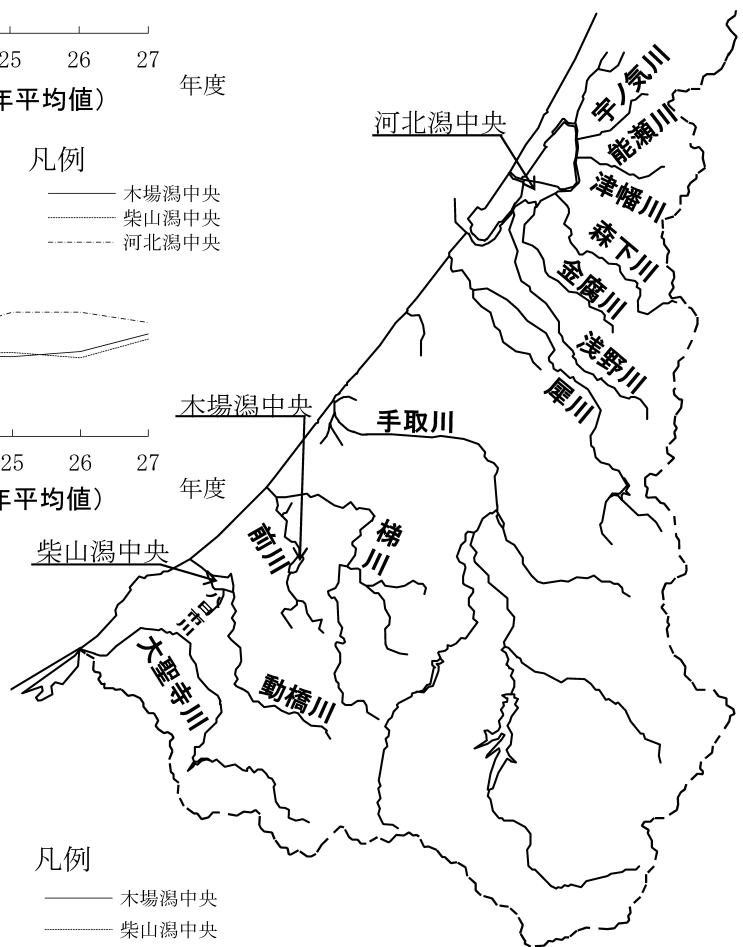 25 26 27 年度
年平均値)
凡例
木場潟中央
柴山潟中央
河北潟中央
河北潟中央
宇ノ気川
能瀬川
津幡川
森下川
金腐川
浅野川
犀川
木場潟中央
手取川
25 26 27 年度
年平均値)
柴山潟中央
前川
梯川
八日市川
大聖寺川
動橋川
凡例
木場潟中央
柴山潟中央